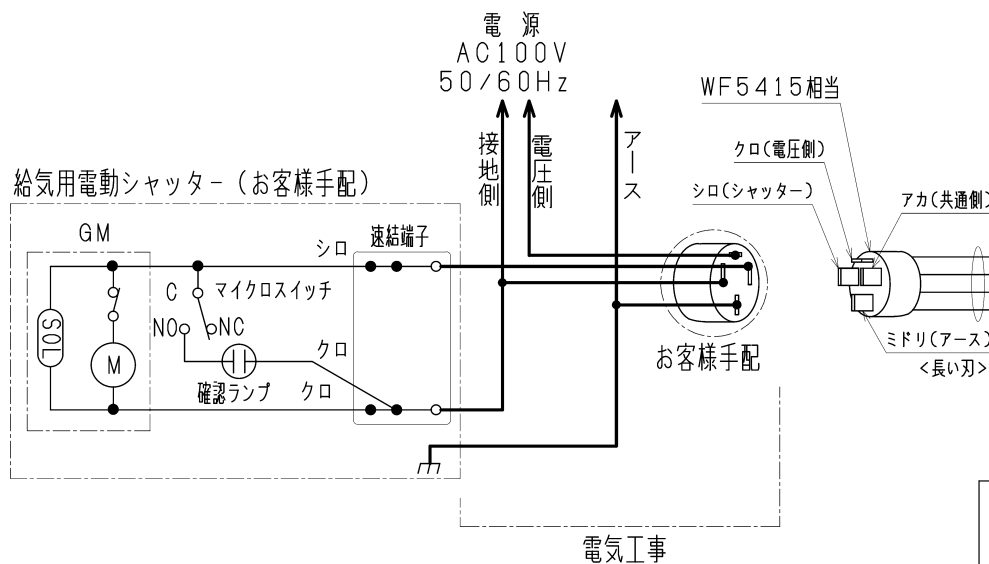 電 源
AC100V
50/60Hz
接地側
電圧側
アース
WF5415相当
クロ(電圧側)
シロ(シャッター)
アカ(共通側)
ミドリ(アース)
<長い刃>
給気用電動シャッター(お客様手配)
GM
シロ
速結端子
C
マイクロスイッチ
NO
NC
SOL
M
クロ
確認ランプ
クロ
お客様手配
電気工事